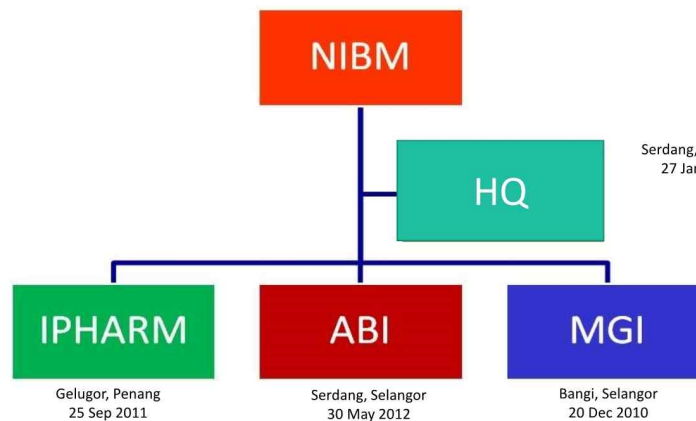 NIBM
Serdang,
27 Jan
HQ
IPHARM
ABI
MGI
Gelugor, Penang
25 Sep 2011
Serdang, Selangor
30 May 2012
Bangi, Selangor
20 Dec 2010